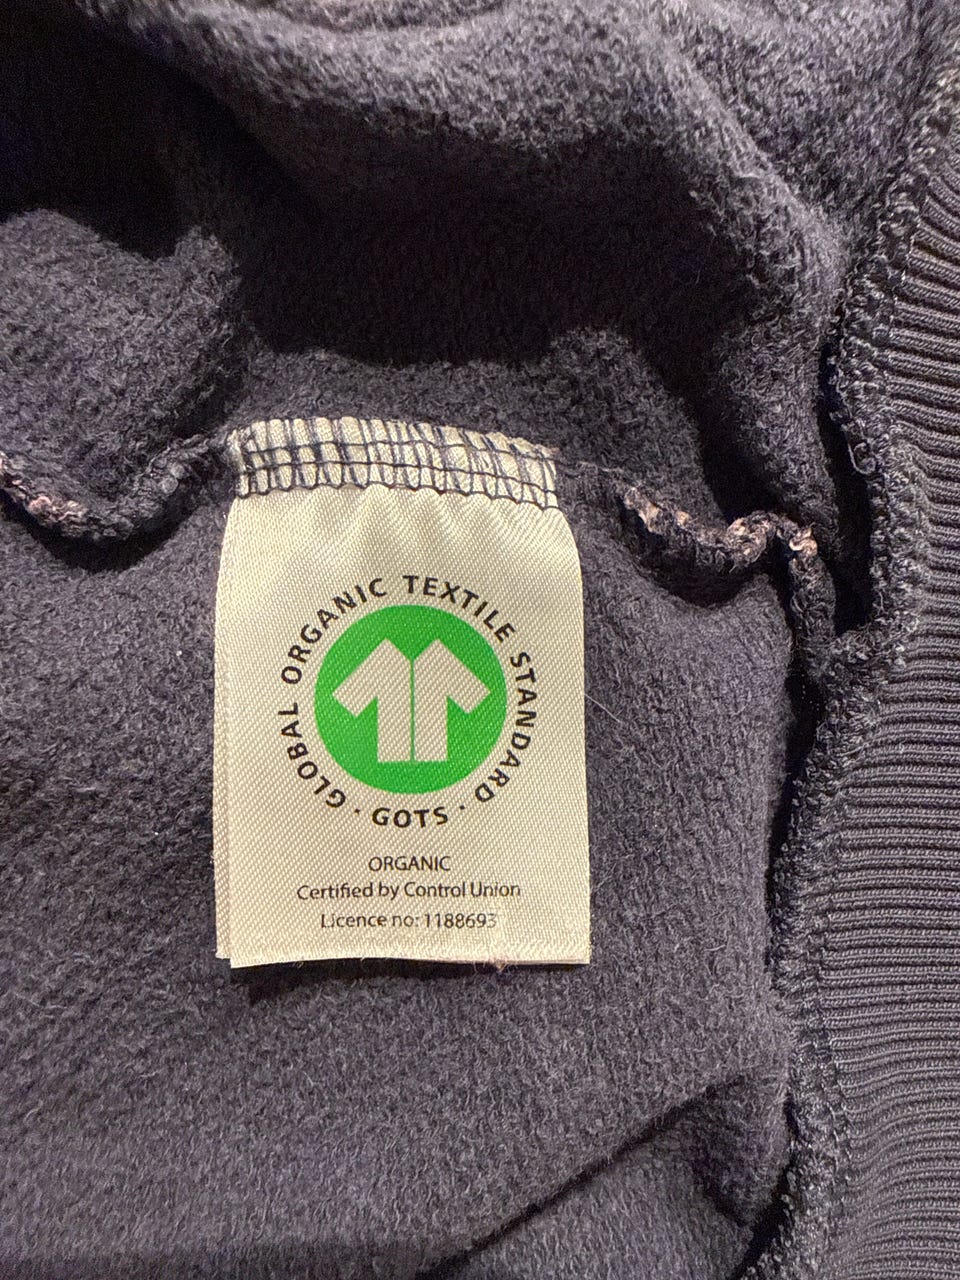 GLOBAL ORGANIC TEXTILE STANDARD · GOTS ·
ORGANIC
Certified by Control Union
Licence no: 1188693